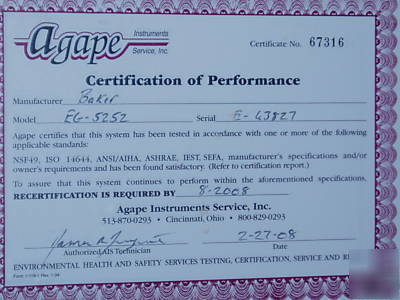 Agape Instruments Service, Inc.
Certificate No. 67316
Certification of Performance
Manufacturer Baker
Model EG-5252 Serial E-43827
Agape certifies that this system has been tested in accordance with one or more of the following
applicable standards:
NSF49, ISO 14644, ANSI/AIHA, ASHRAE, IEST, SEFA, manufacturer's specifications and/or
owner's requirements and has been found satisfactory. (Refer to certification report.)
To assure that this system continues to perform within the aforementioned specifications,
RECERTIFICATION IS REQUIRED BY 8-2008
Agape Instruments Service, Inc.
513-870-0293 • Cincinnati, Ohio • 800-829-0293
2-27-08
Authorized AIS Technician Date
ENVIRONMENTAL HEALTH AND SAFETY SERVICES TESTING, CERTIFICATION, SERVICE AND